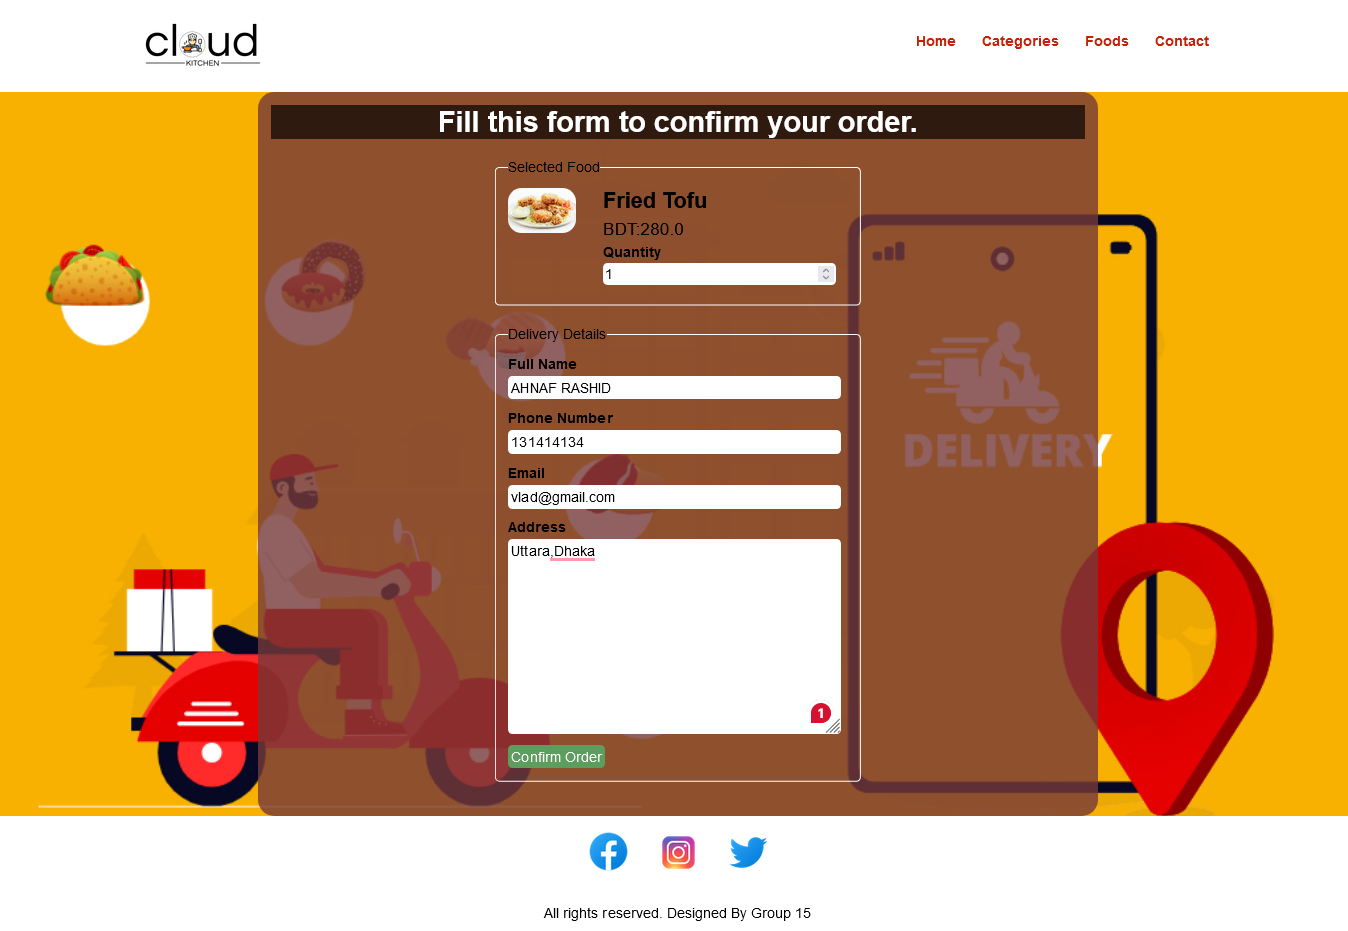 cloud
KITCHEN
Home Categories Foods Contact
Fill this form to confirm your order.
Selected Food
Fried Tofu
BDT:280.0
Quantity
1
Delivery Details
Full Name
AHNAF RASHID
Phone Number
131414134
Email
vlad@gmail.com
Address
Uttara,Dhaka
1
Confirm Order
DELIVERY
All rights reserved. Designed By Group 15